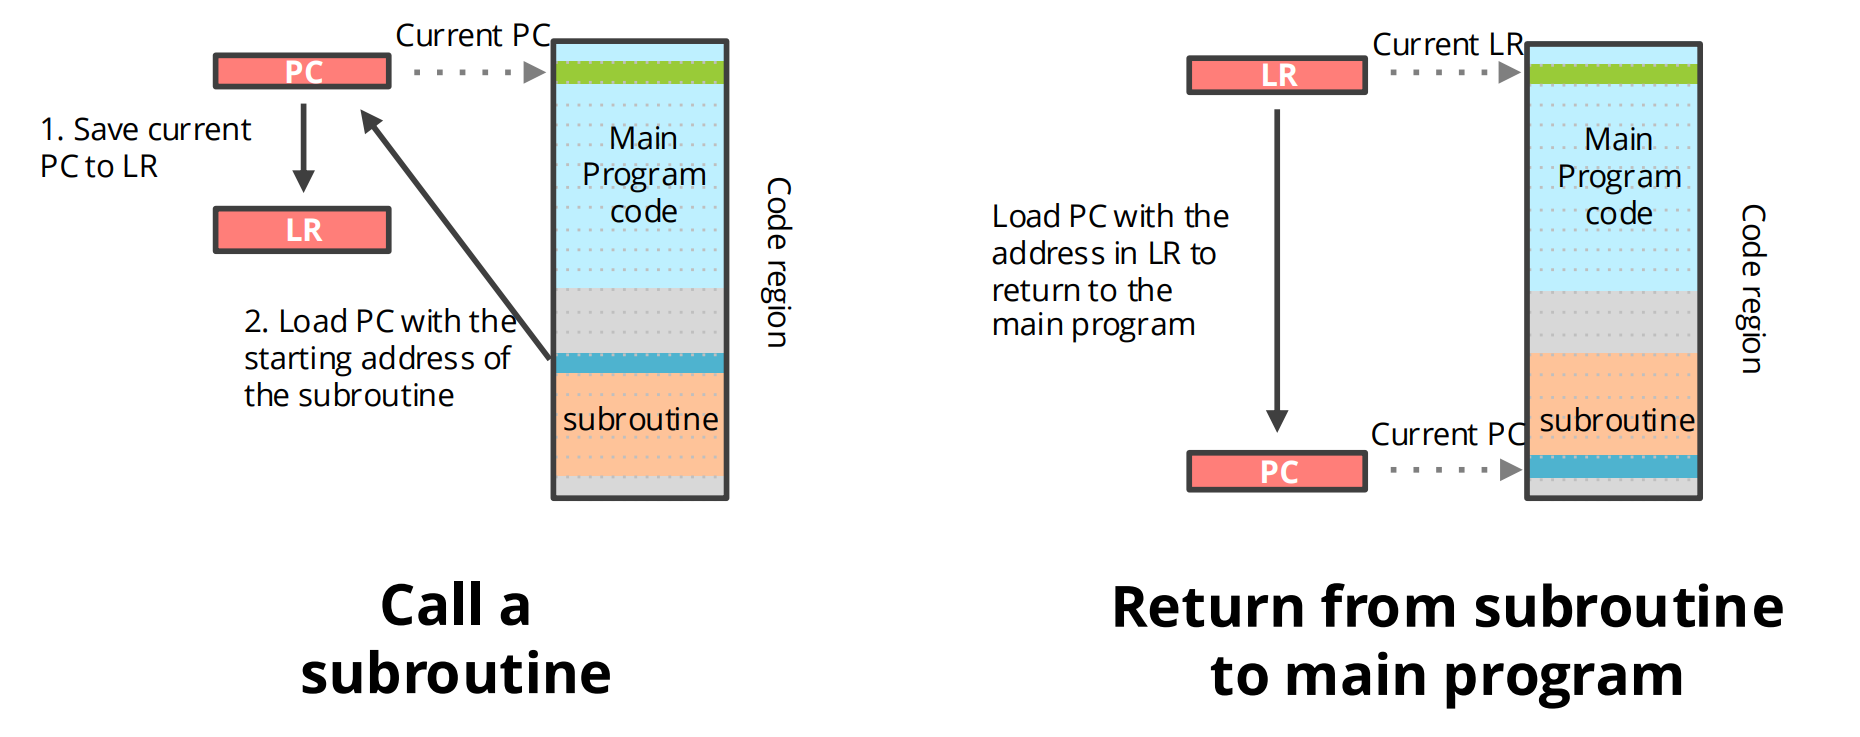 Current PC
PC
1. Save current
PC to LR
LR
Main
Program
code
2. Load PC with the
starting address of
the subroutine
subroutine
Code region
Call a
subroutine
Current LR
LR
Main
Program
code
Load PC with the
address in LR to
return to the
main program
subroutine
Current PC
PC
Code region
Return from subroutine
to main program